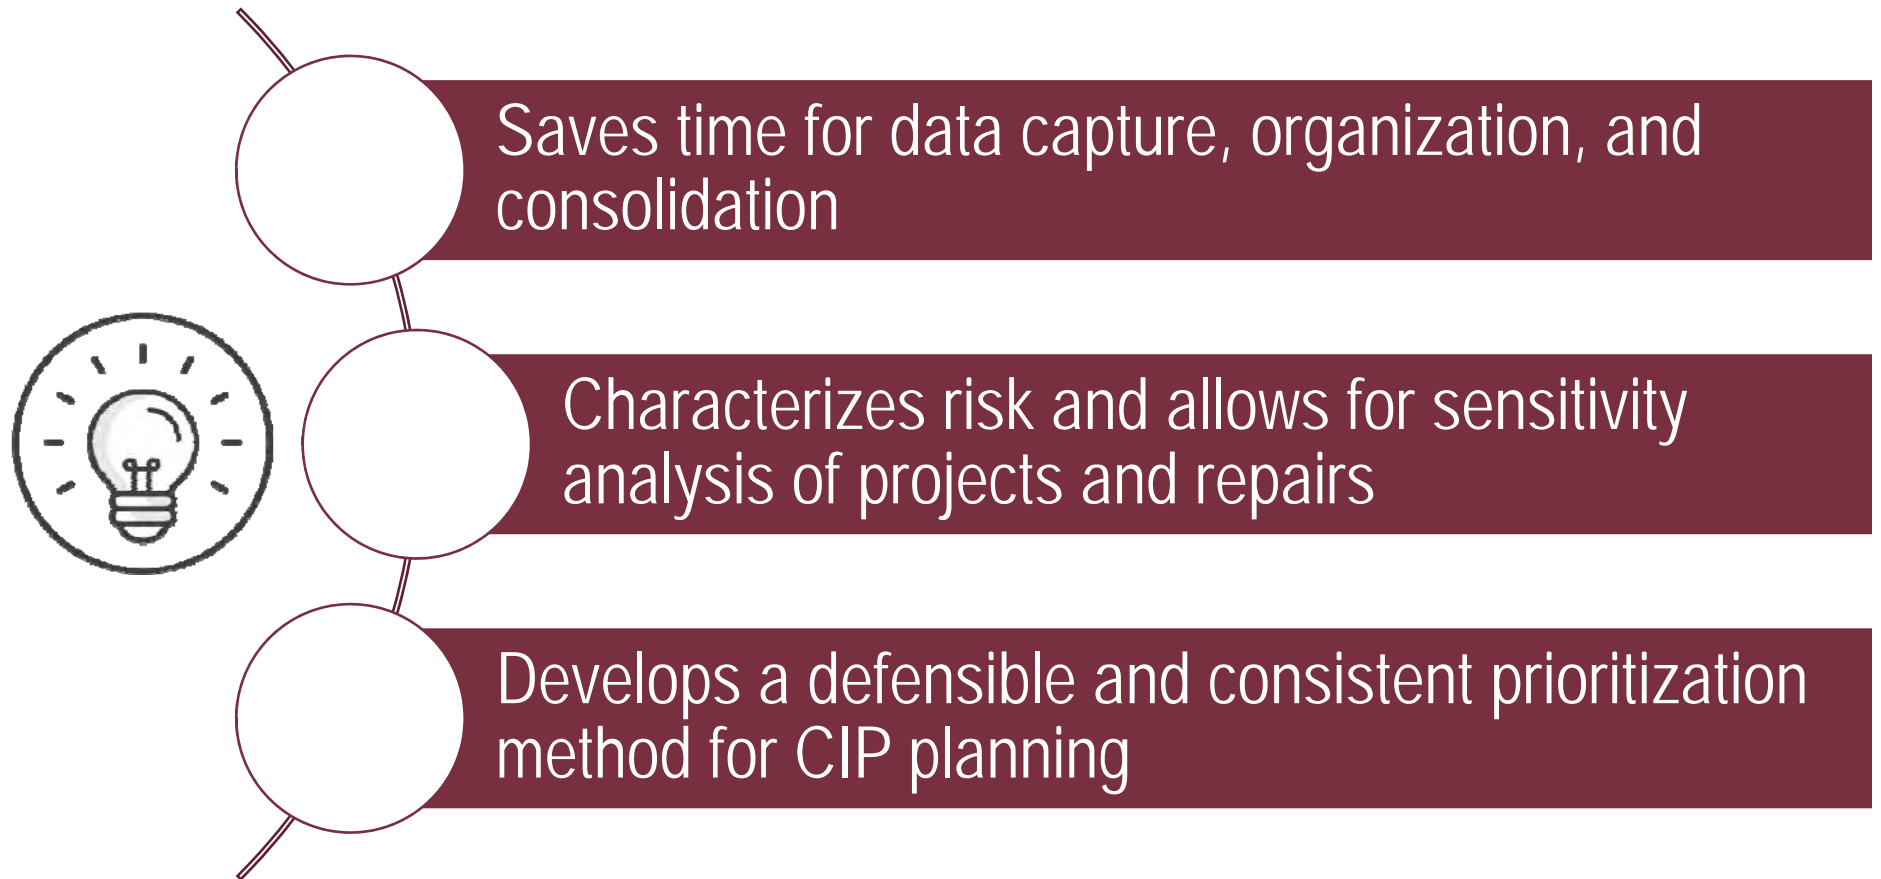 Saves time for data capture, organization, and
consolidation
Characterizes risk and allows for sensitivity
analysis of projects and repairs
Develops a defensible and consistent prioritization
method for CIP planning